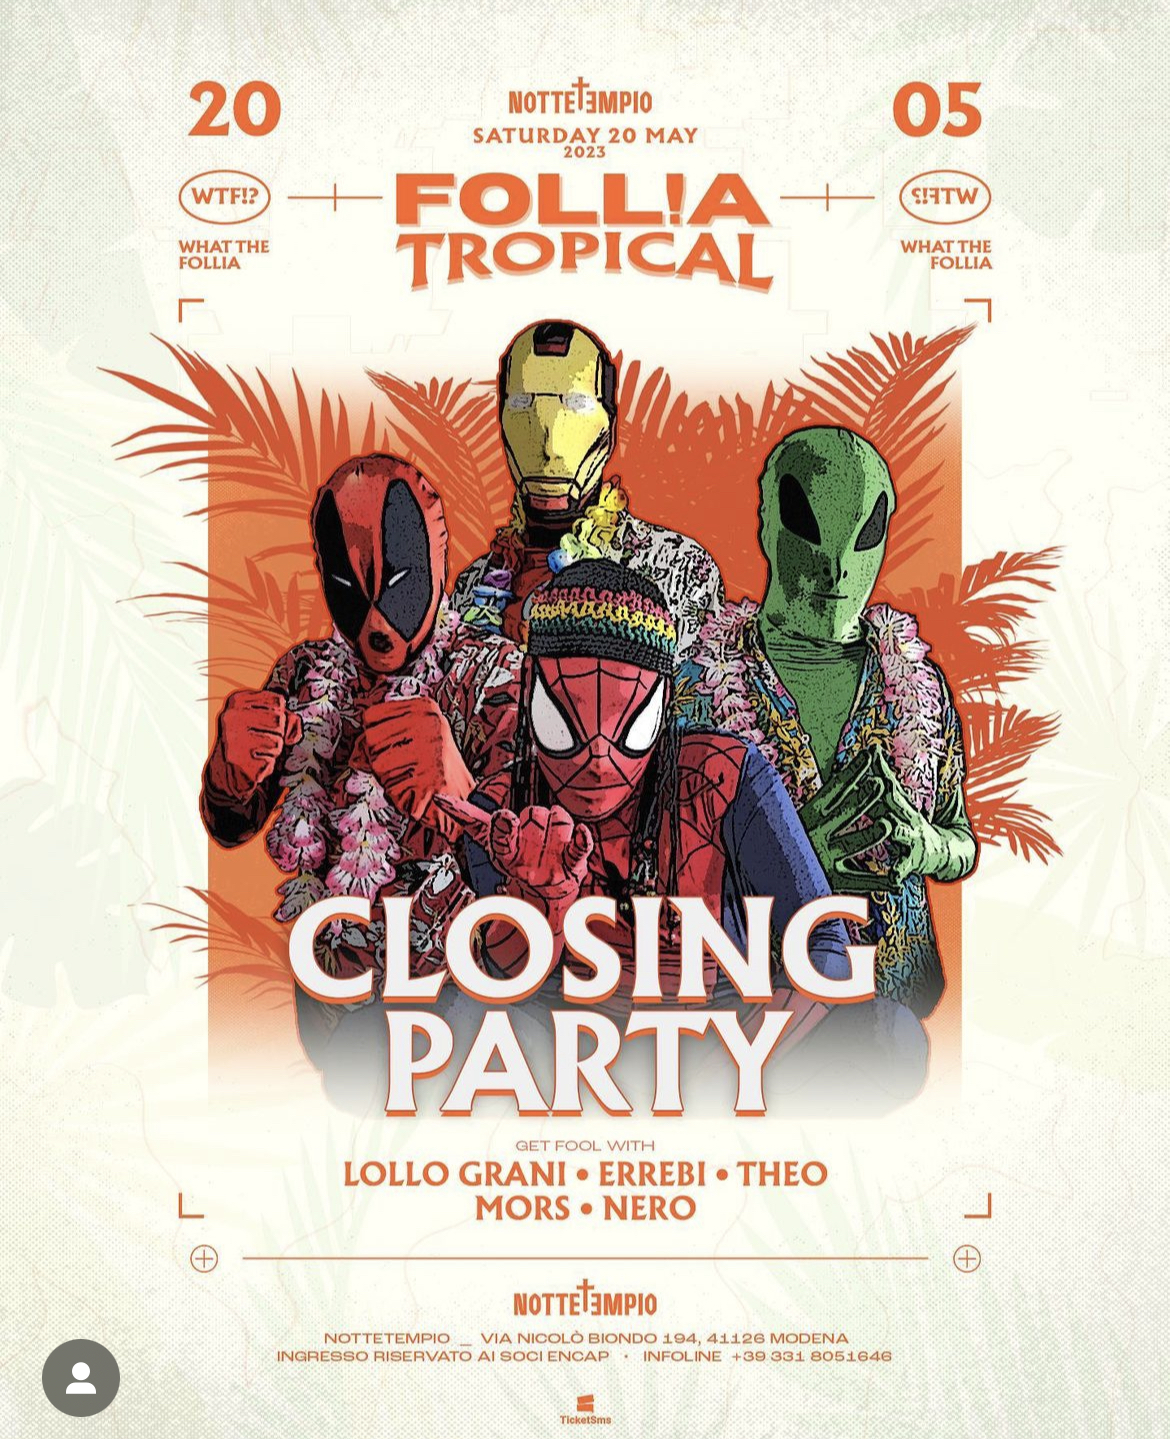 20
NOTTETEMPIO
05
SATURDAY 20 MAY
2023
WTF!?
FOLL!A
WTF!?
TROPICAL
WHAT THE
FOLLIA
WHAT THE
FOLLIA
CLOSING
PARTY
GET FOOL WITH
LOLLO GRANI • ERREBI • THEO
MORS • NERO
NOTTETEMPIO
NOTTETEMPIO _ VIA NICOLÒ BIONDO 194, 41126 MODENA
INGRESSO RISERVATO AI SOCI ENCAP · INFOLINE +39 331 8051646
TicketSms